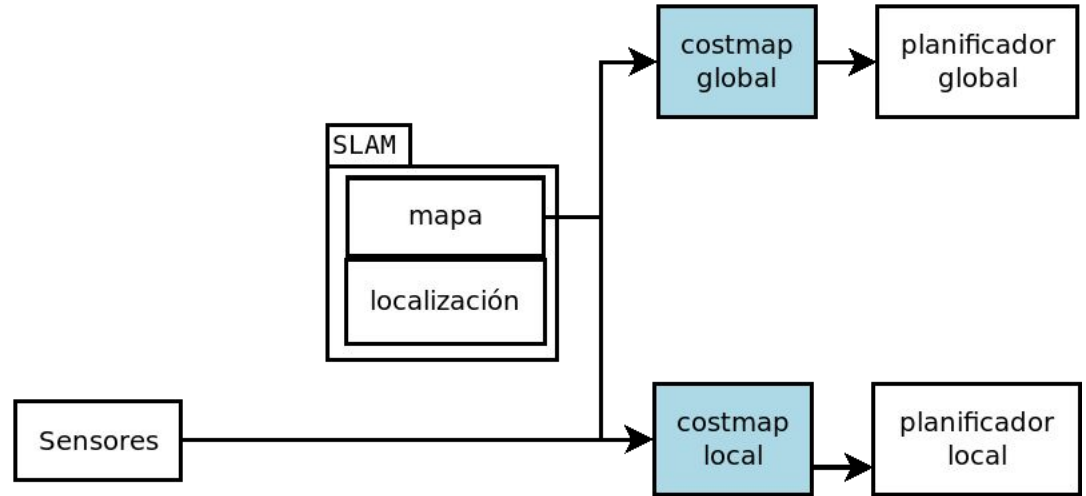 costmap
global
planificador
global
SLAM
mapa
localización
Sensores
costmap
local
planificador
local